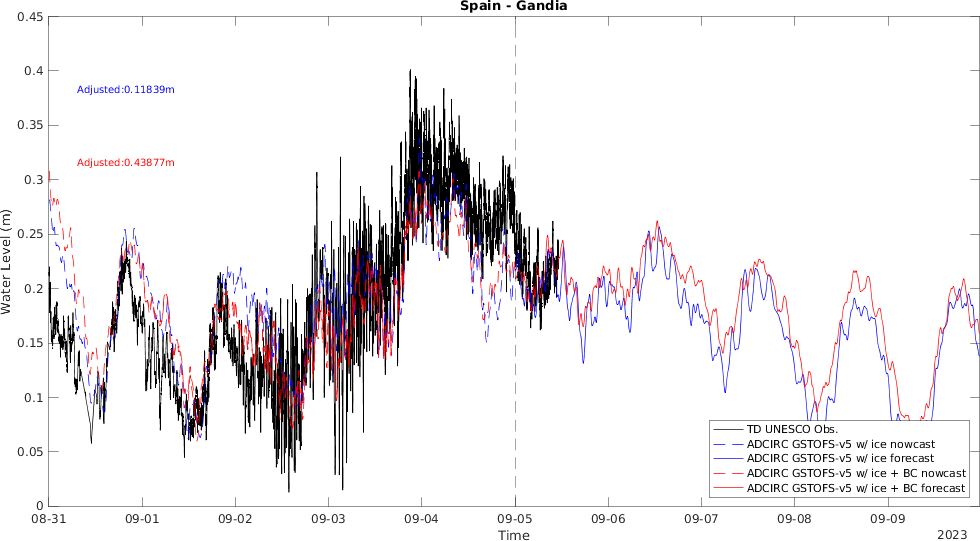 Spain - Gandia
0.45
0.4
0.35
0.3
0.25
0.2
0.15
0.1
0.05
0
Water Level (m)
Adjusted:0.11839m
Adjusted:0.43877m
TD UNESCO Obs.
ADCIRC GSTOFS-v5 w/ ice nowcast
ADCIRC GSTOFS-v5 w/ ice forecast
ADCIRC GSTOFS-v5 w/ ice + BC nowcast
ADCIRC GSTOFS-v5 w/ ice + BC forecast
08-31 09-01 09-02 09-03 09-04 09-05 09-06 09-07 09-08 09-09
Time
2023